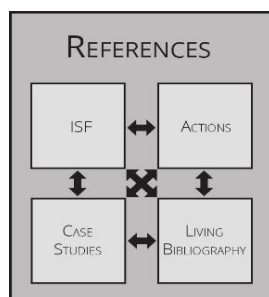 REFERENCES
ISF
ACTIONS
CASE
STUDIES
LIVING
BIBLIOGRAPHY